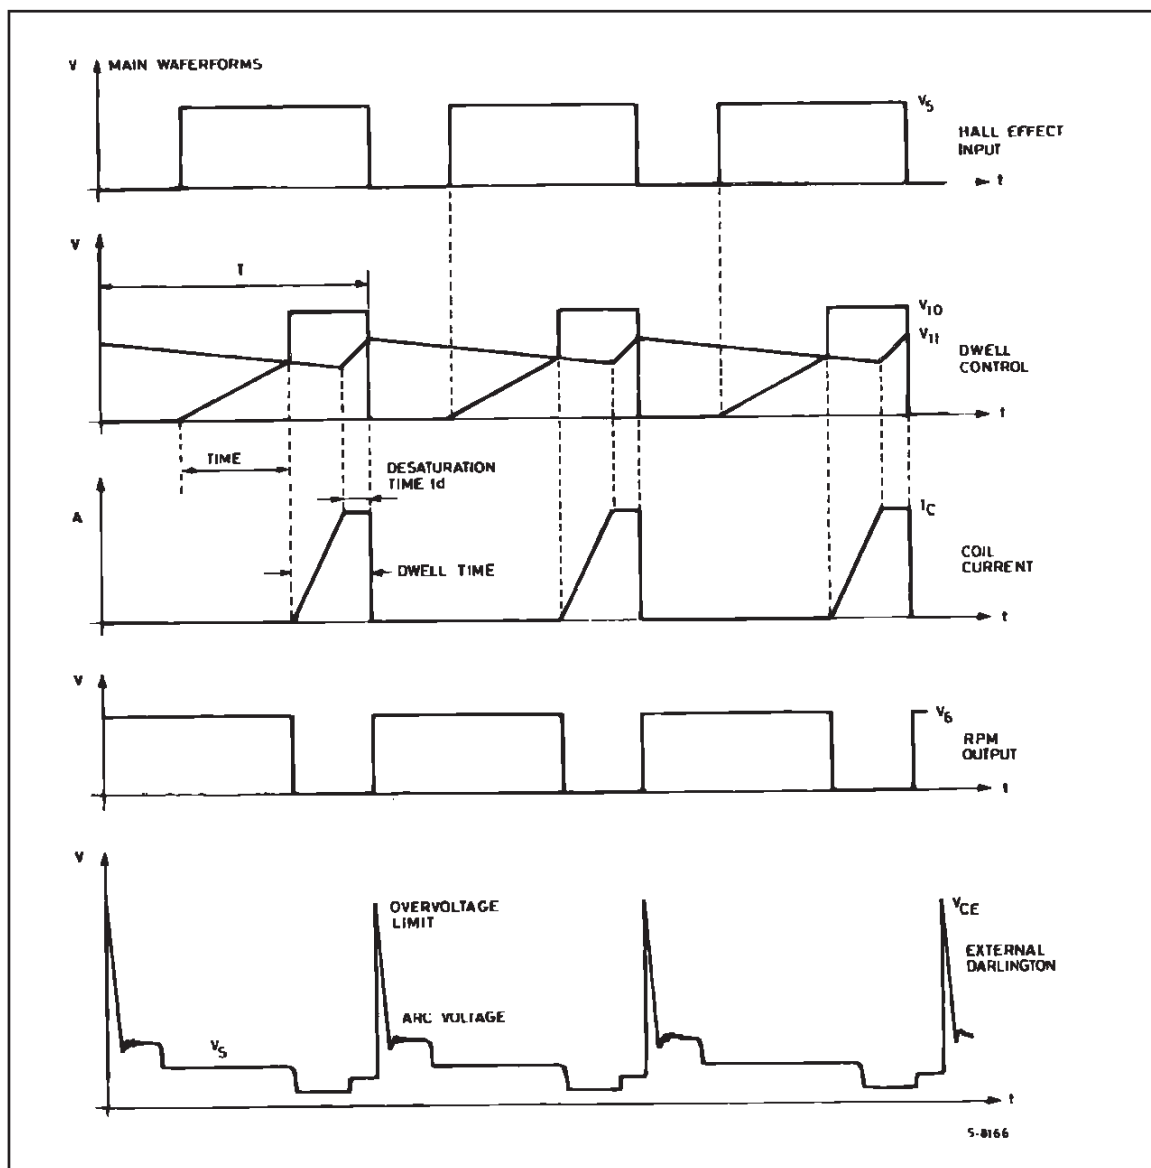 V MAIN WAFERFORMS
V5
HALL EFFECT
INPUT
t
V
T
V10
V11
DWELL
CONTROL
t
TIME
DESATURATION
TIME td
A
IC
DWELL TIME
COIL
CURRENT
t
V
V6
RPM
OUTPUT
t
V
OVERVOLTAGE
LIMIT
VCE
EXTERNAL
DARLINGTON
ARC VOLTAGE
VS
t
S-8166